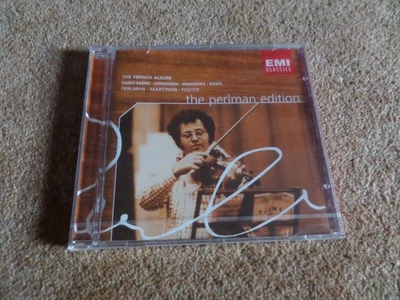 EMI
CLASSICS
THE FRENCH ALBUM
SAINT-SAËNS · CHAUSSON · MASSENET · RAVEL
PERLMAN · MARTINON · FOSTER
the perlman edition